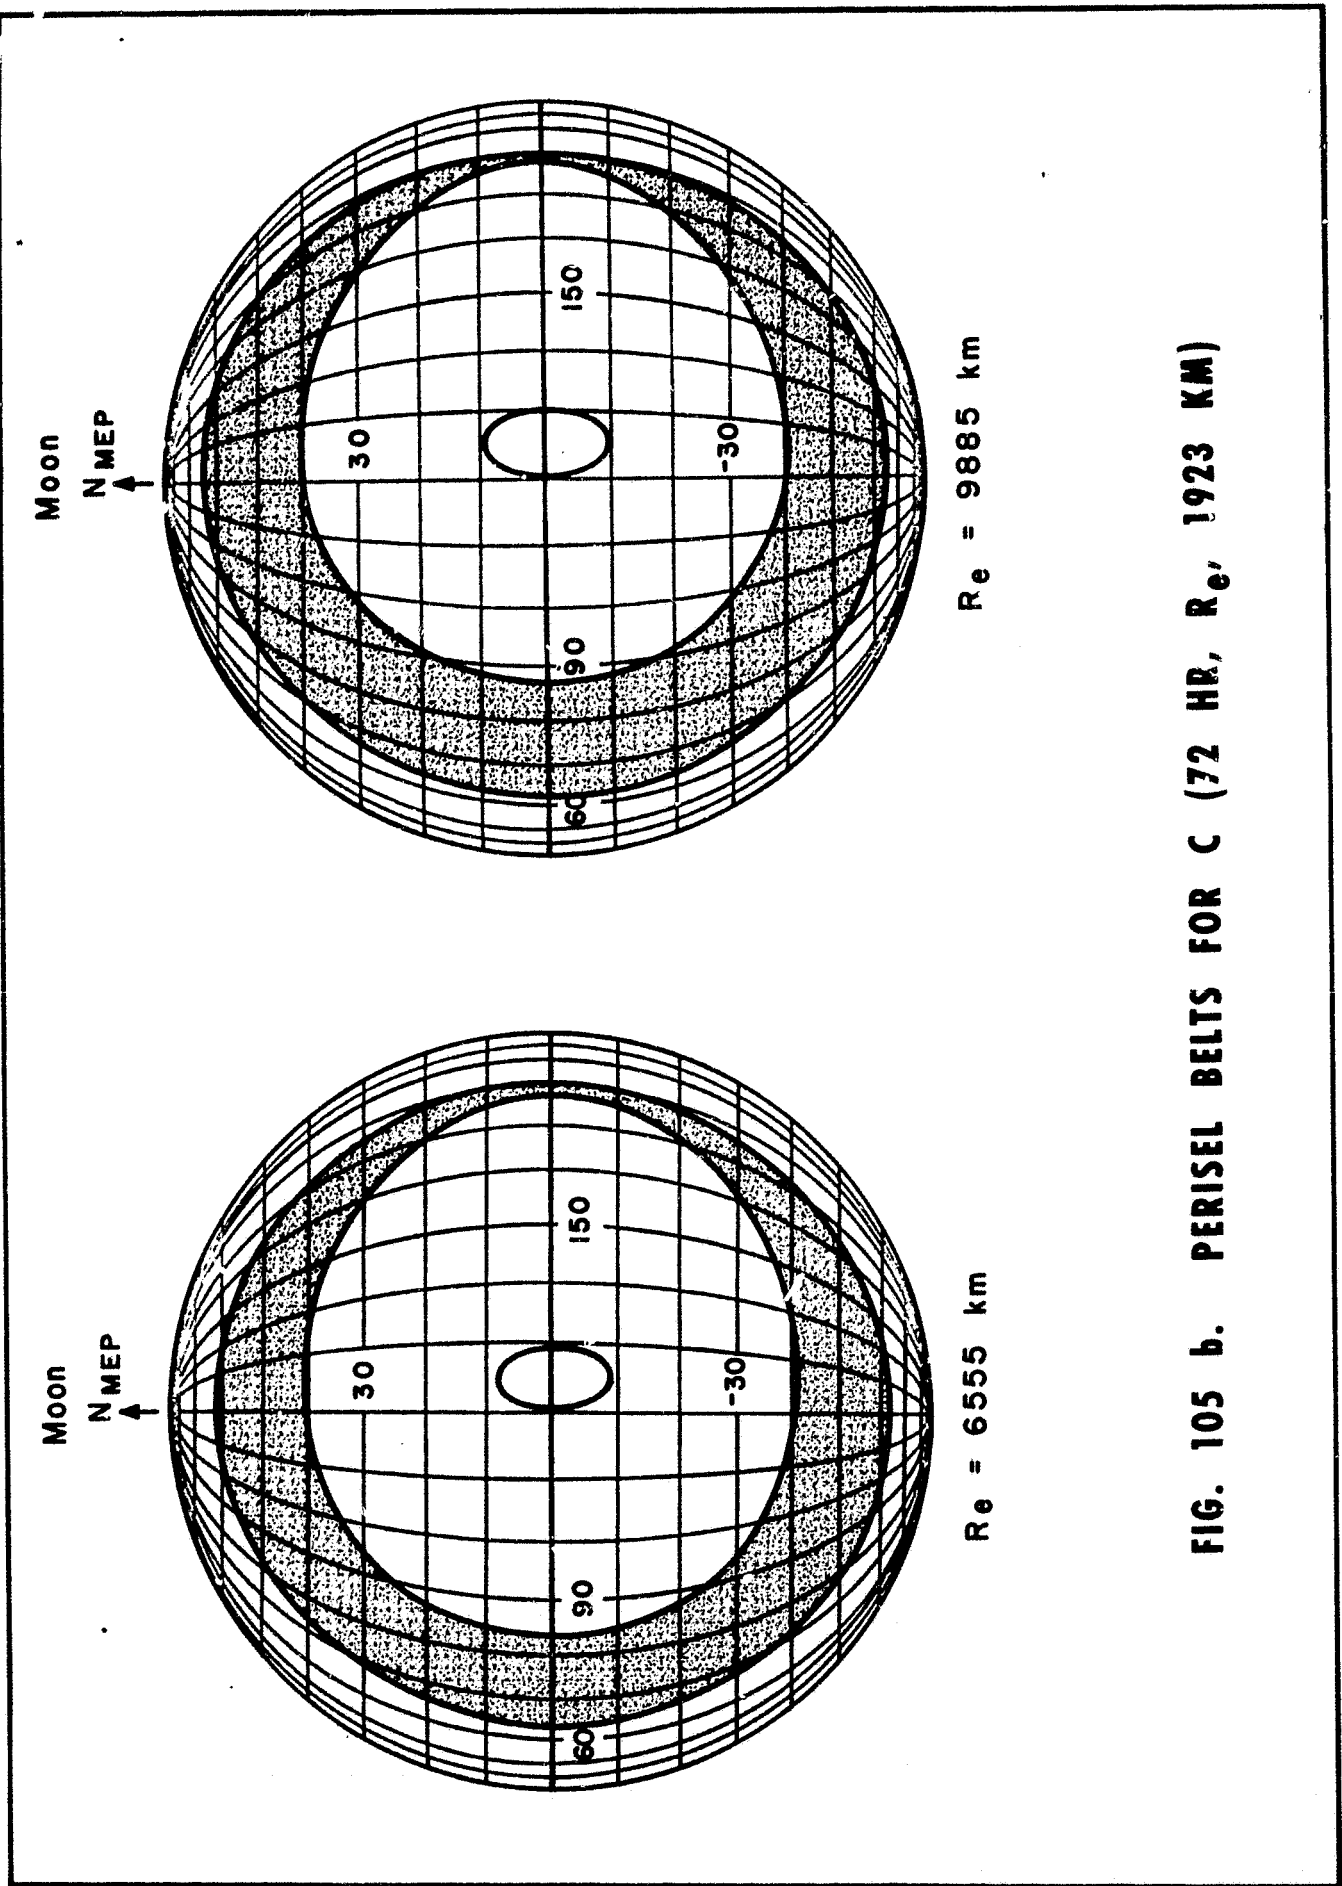 Moon
N MEP
30
150
90
60
-30
Re = 6555 km
Moon
N MEP
30
150
90
60
-30
Re = 9885 km
FIG. 105 b. PERISEL BELTS FOR C (72 HR, Re, 1923 KM)